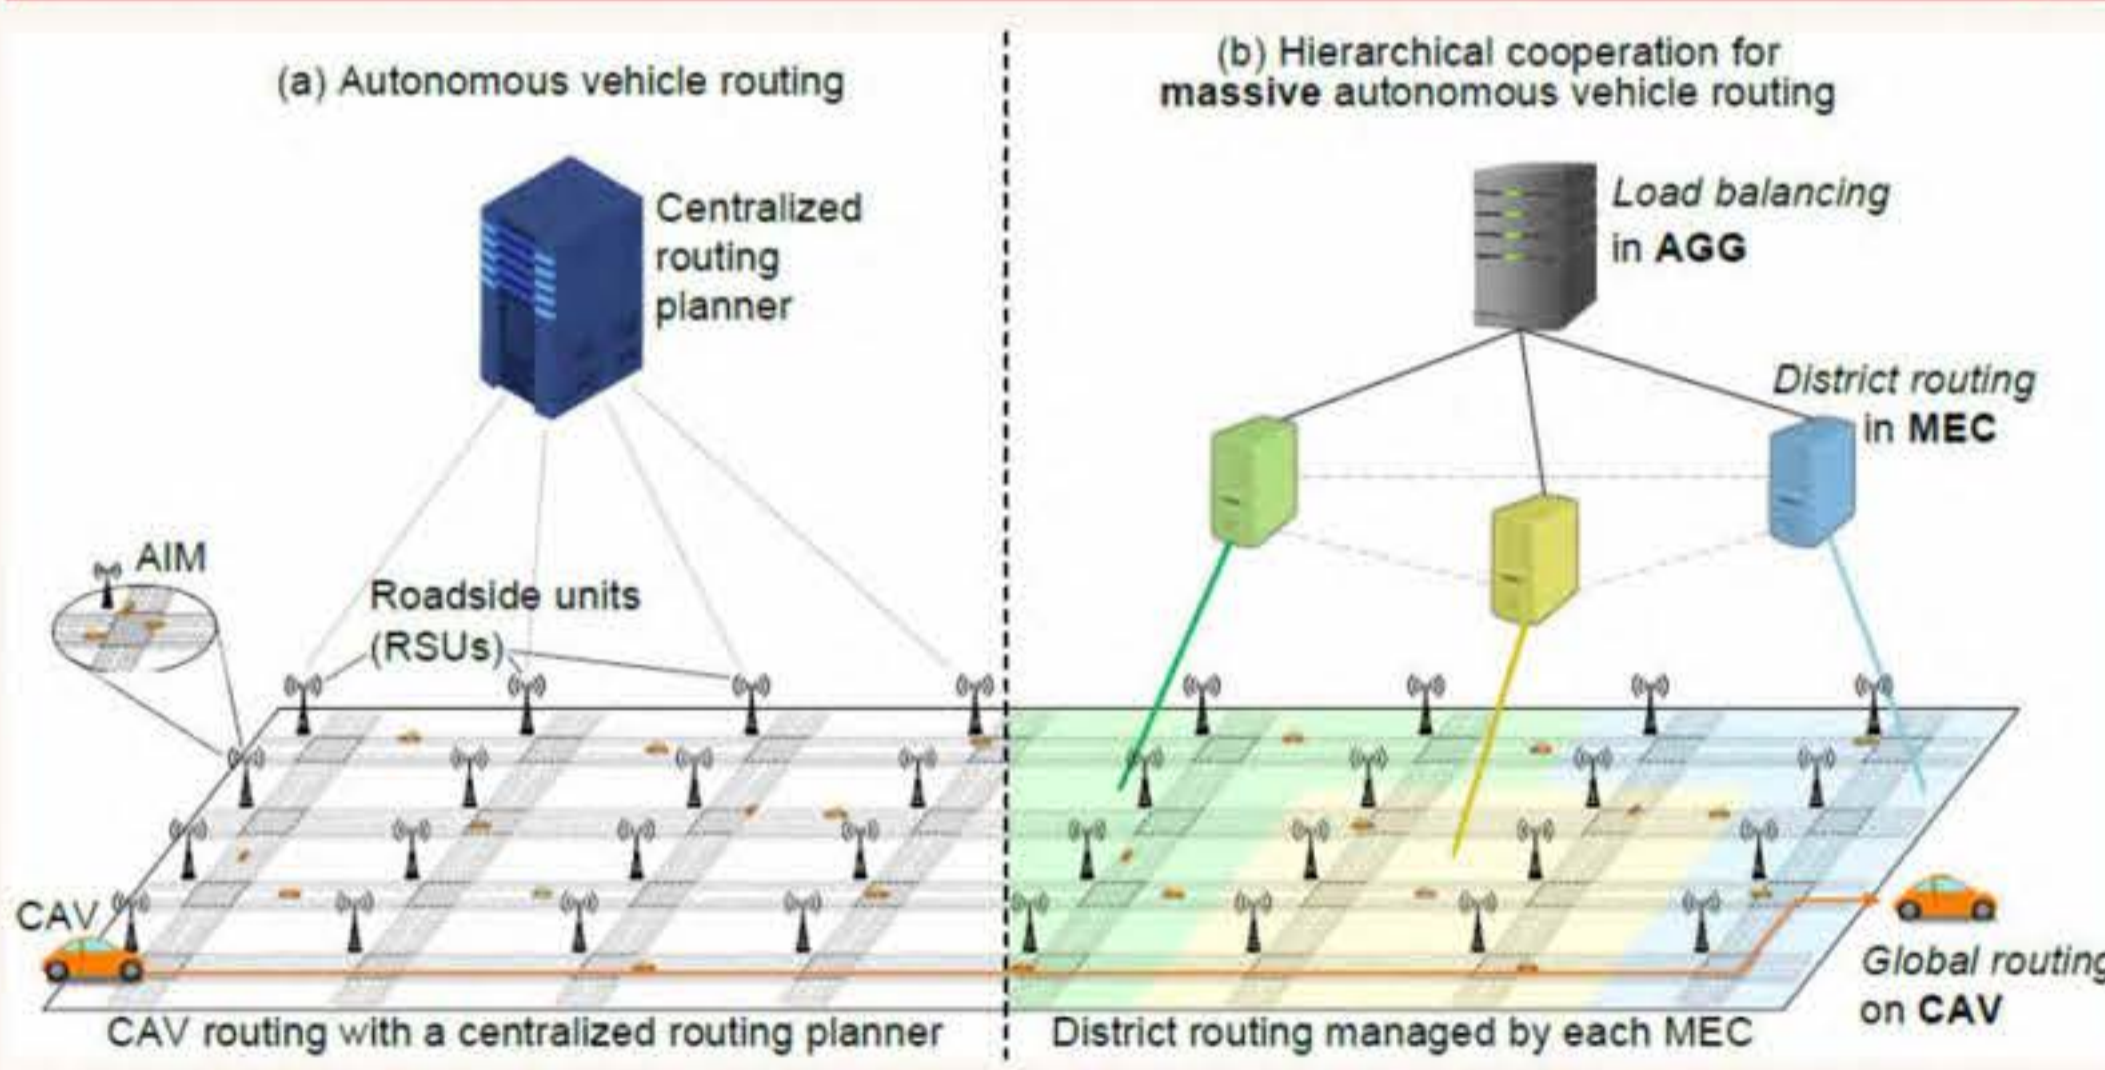 (a) Autonomous vehicle routing
Centralized
routing
planner
AIM
Roadside units
(RSUs)
CAV
CAV routing with a centralized routing planner
(b) Hierarchical cooperation for
massive autonomous vehicle routing
Load balancing
in AGG
District routing
in MEC
Global routing
on CAV
District routing managed by each MEC